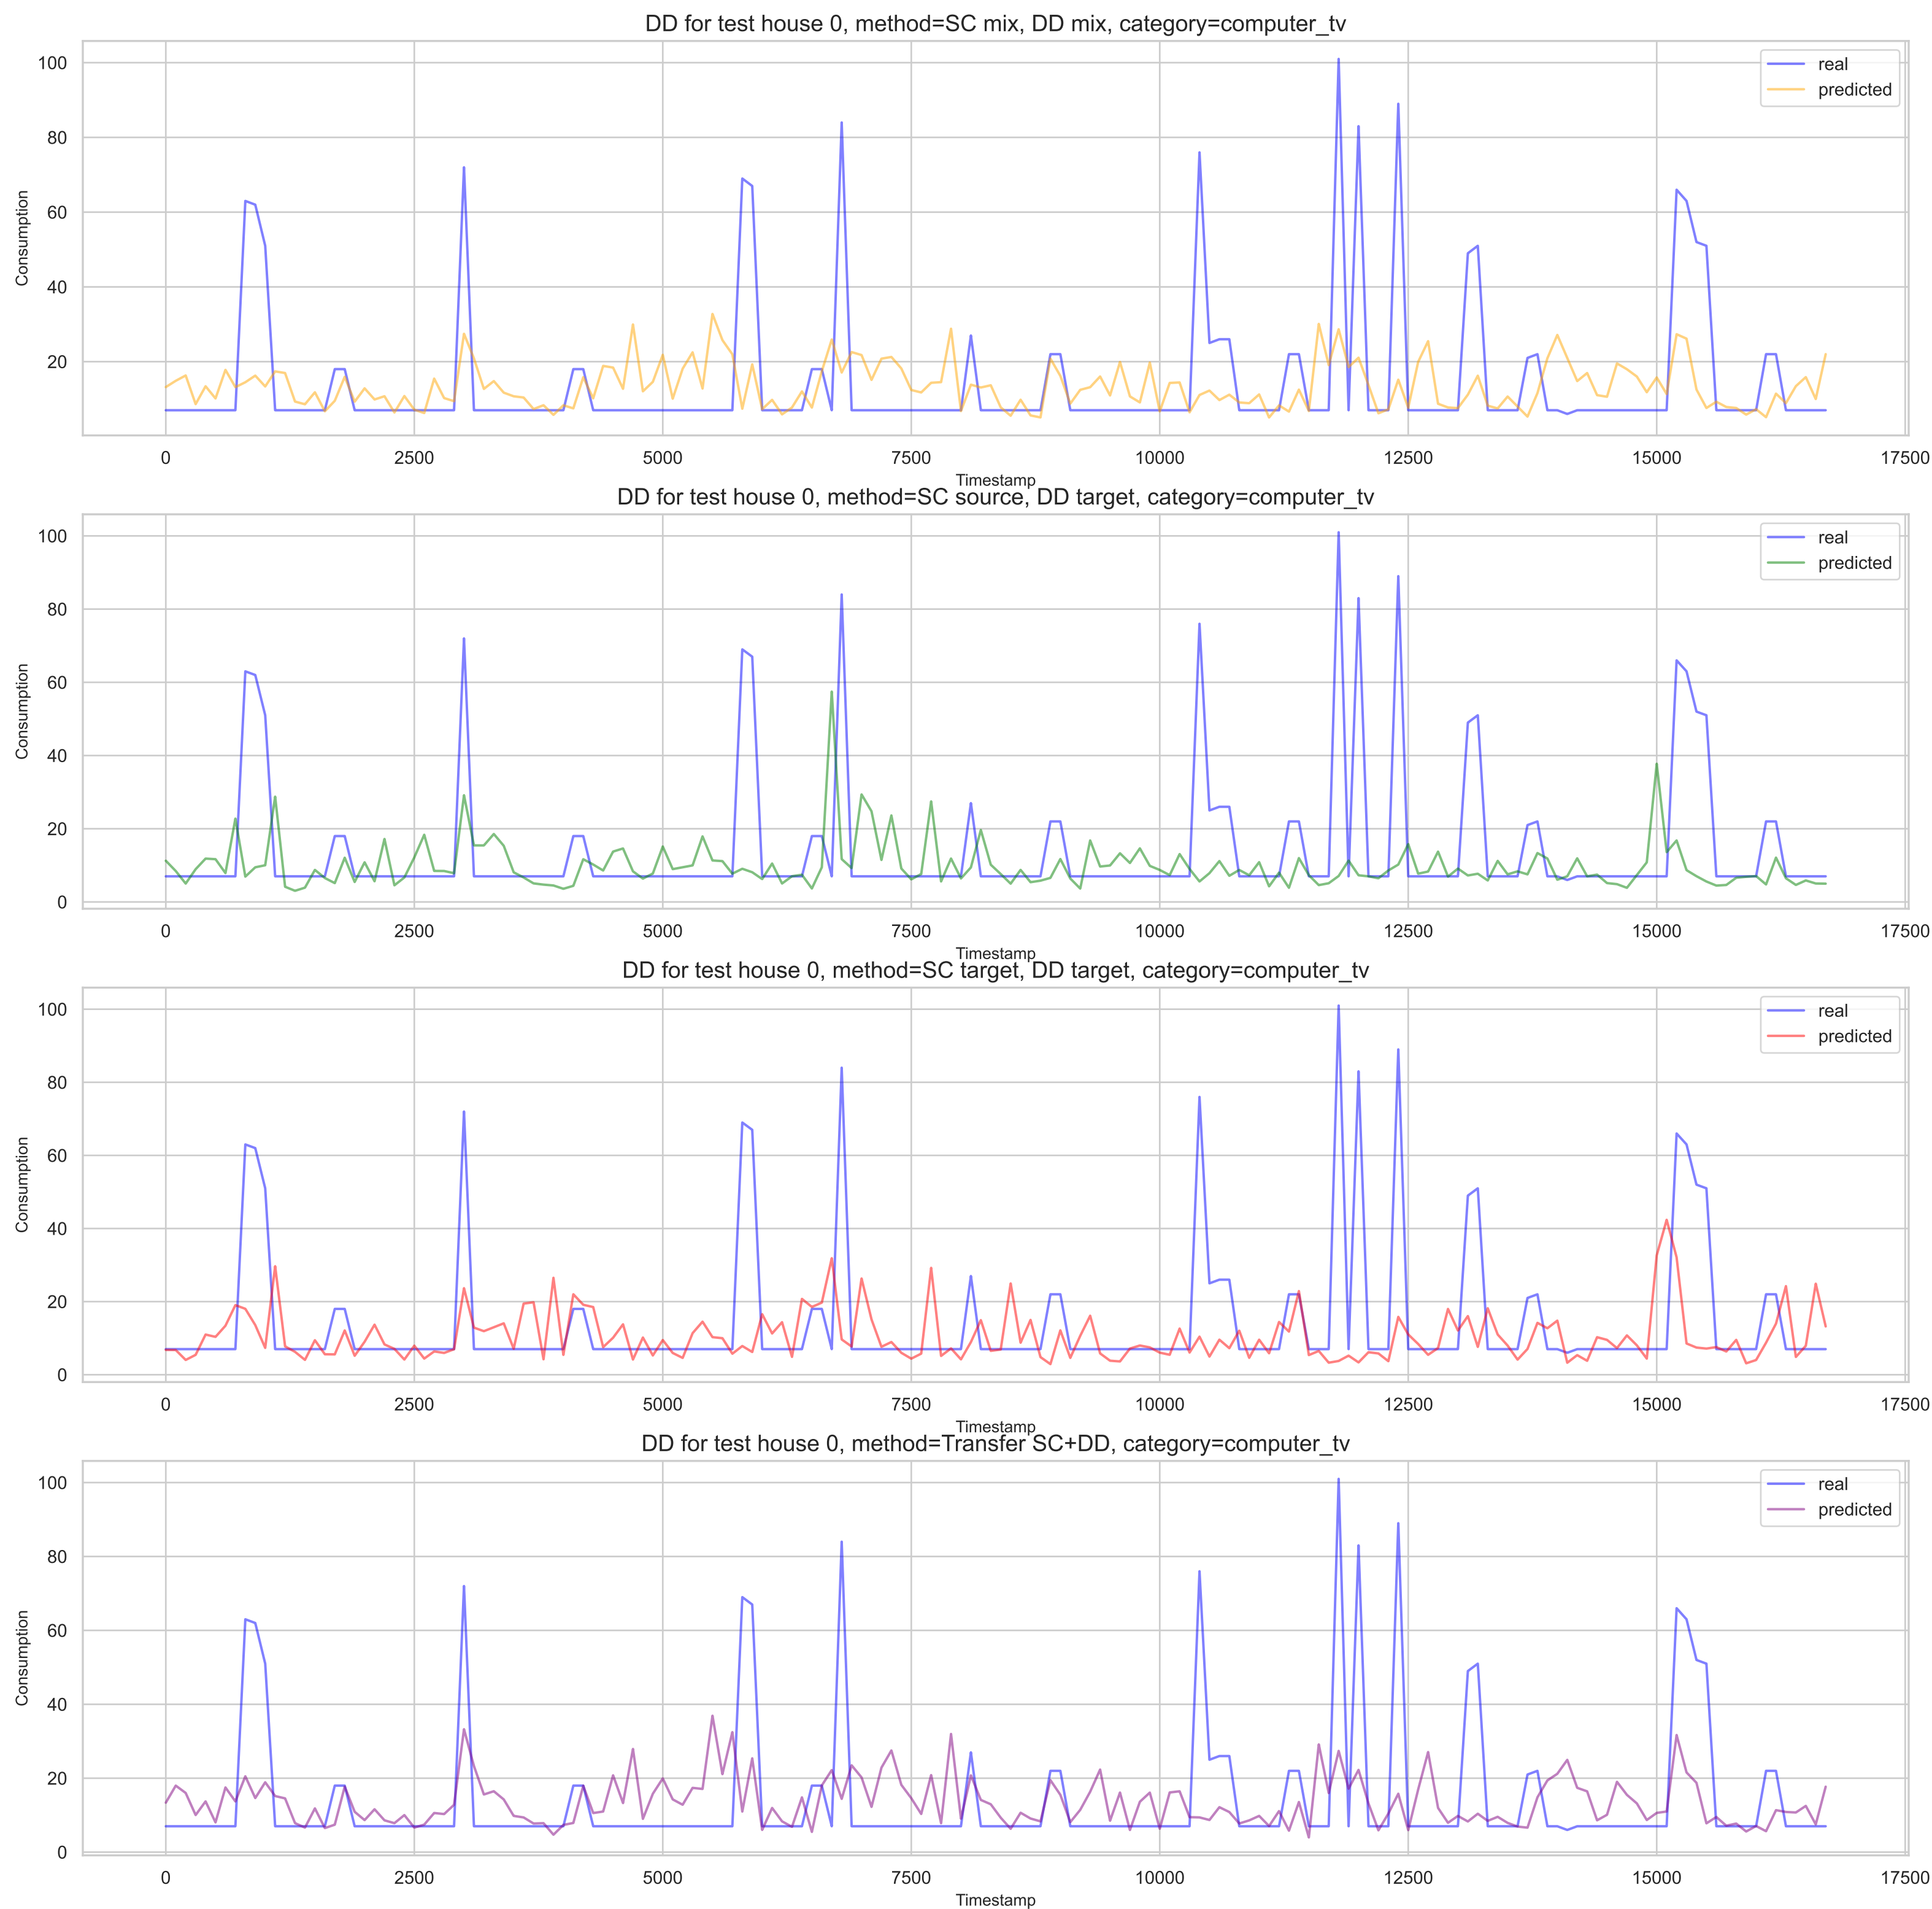 DD for test house 0, method=SC mix, DD mix, category=computer_tv
real
predicted
100
80
60
40
20
Consumption
0 2500 5000 7500 10000 12500 15000 17500
Timestamp
DD for test house 0, method=SC source, DD target, category=computer_tv
real
predicted
100
80
60
40
20
0
Consumption
0 2500 5000 7500 10000 12500 15000 17500
Timestamp
DD for test house 0, method=SC target, DD target, category=computer_tv
real
predicted
100
80
60
40
20
0
Consumption
0 2500 5000 7500 10000 12500 15000 17500
Timestamp
DD for test house 0, method=Transfer SC+DD, category=computer_tv
real
predicted
100
80
60
40
20
0
Consumption
0 2500 5000 7500 10000 12500 15000 17500
Timestamp